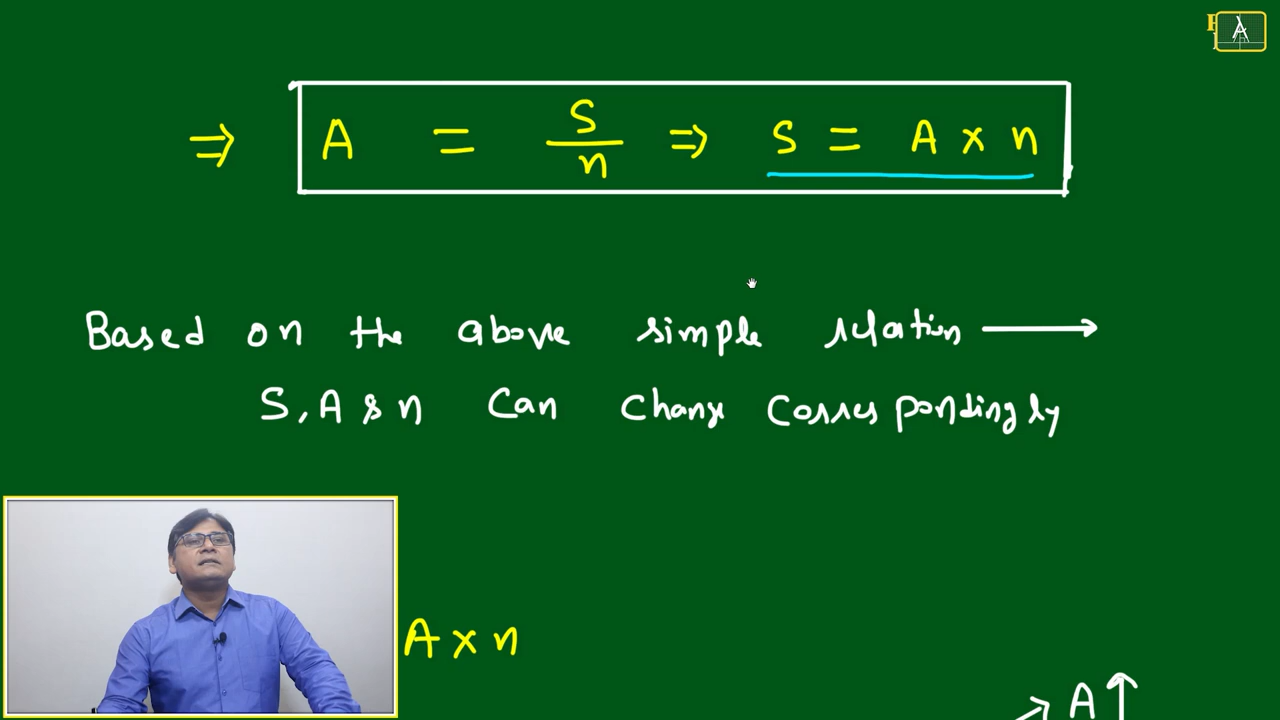 ⇒ A = S/n ⇒ S = A × n
Based on the above simple relation →
S, A & n Can Change Correspondingly
A × n
→ A ↑